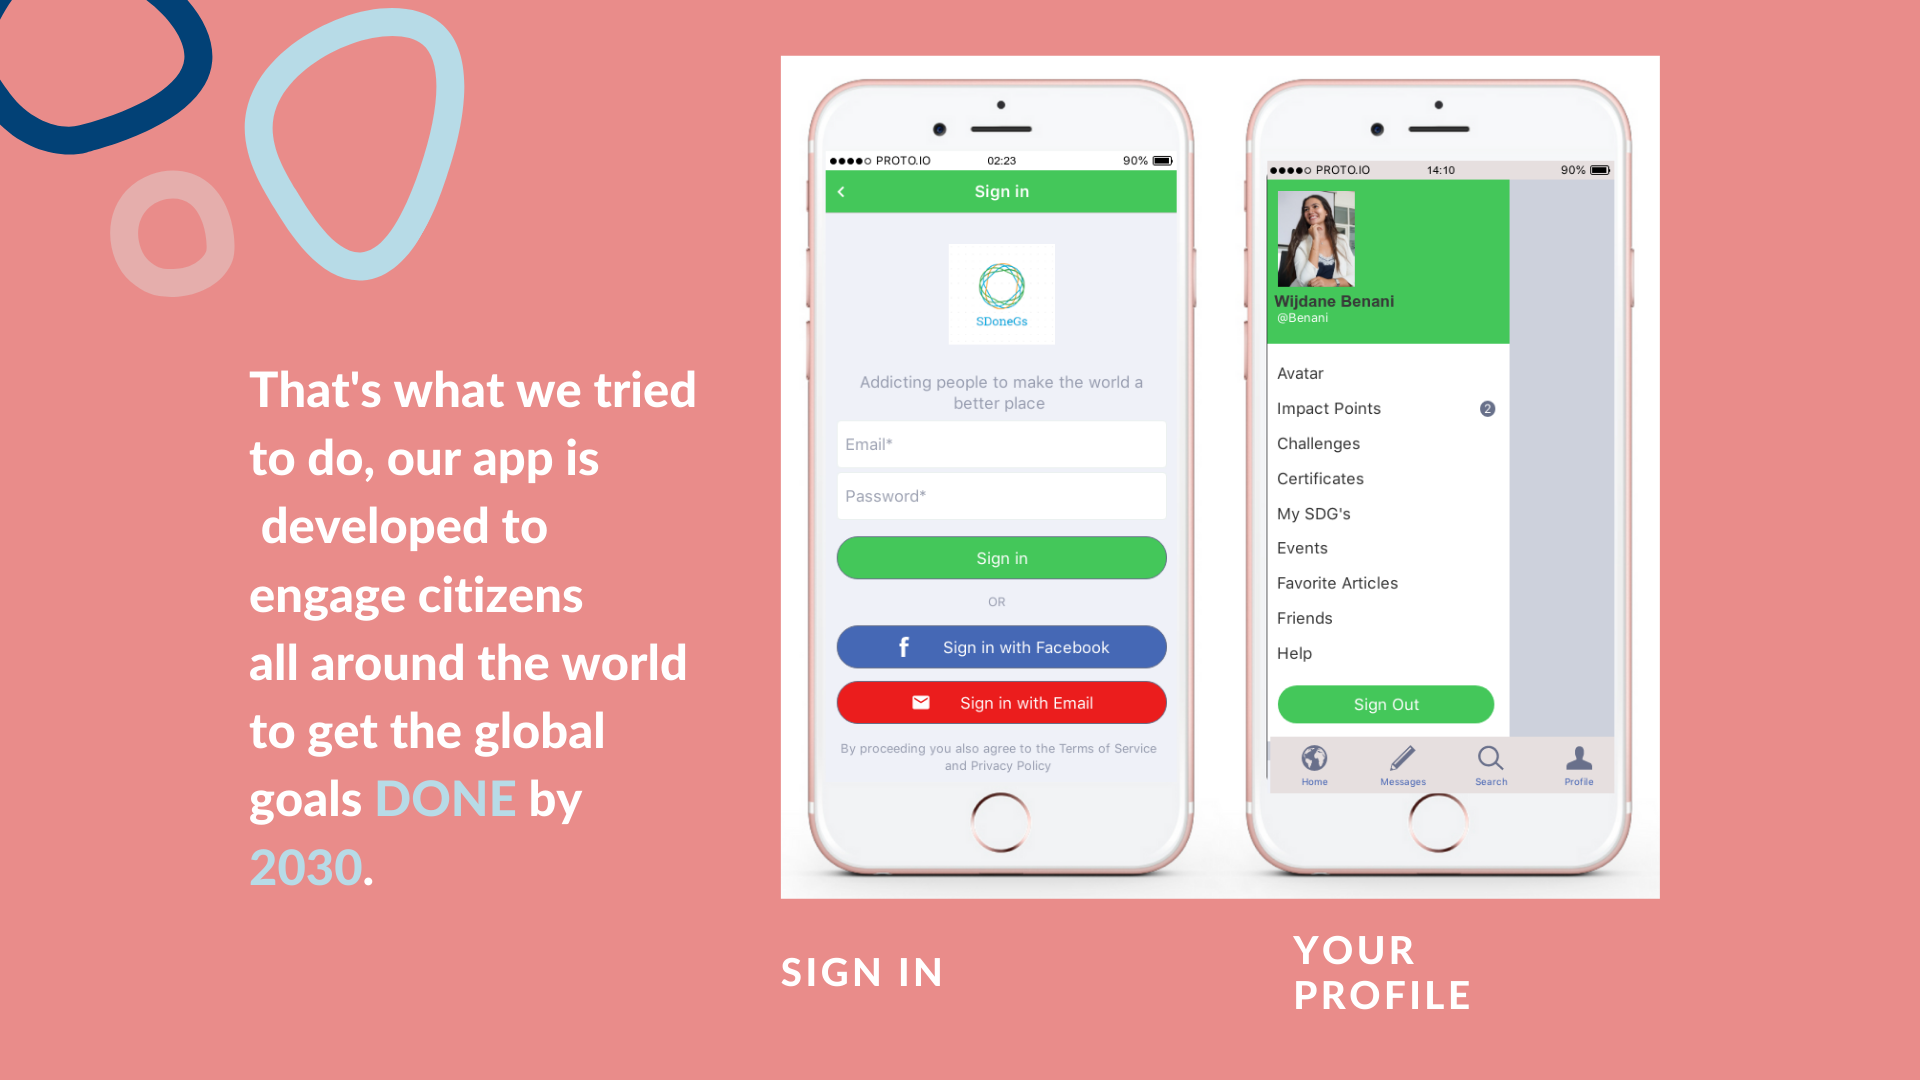 That's what we tried
to do, our app is
developed to
engage citizens
all around the world
to get the global
goals DONE by
2030.
PROTO.IO 02:23 90%
Sign in
SDoneGs
Addicting people to make the world a
better place
Email*
Password*
Sign in
OR
f Sign in with Facebook
Sign in with Email
By proceeding you also agree to the Terms of Service
and Privacy Policy
SIGN IN
PROTO.IO 14:10 90%
Wijdane Benani
@Benani
Avatar
Impact Points 2
Challenges
Certificates
My SDG's
Events
Favorite Articles
Friends
Help
Sign Out
Home Messages Search Profile
YOUR
PROFILE